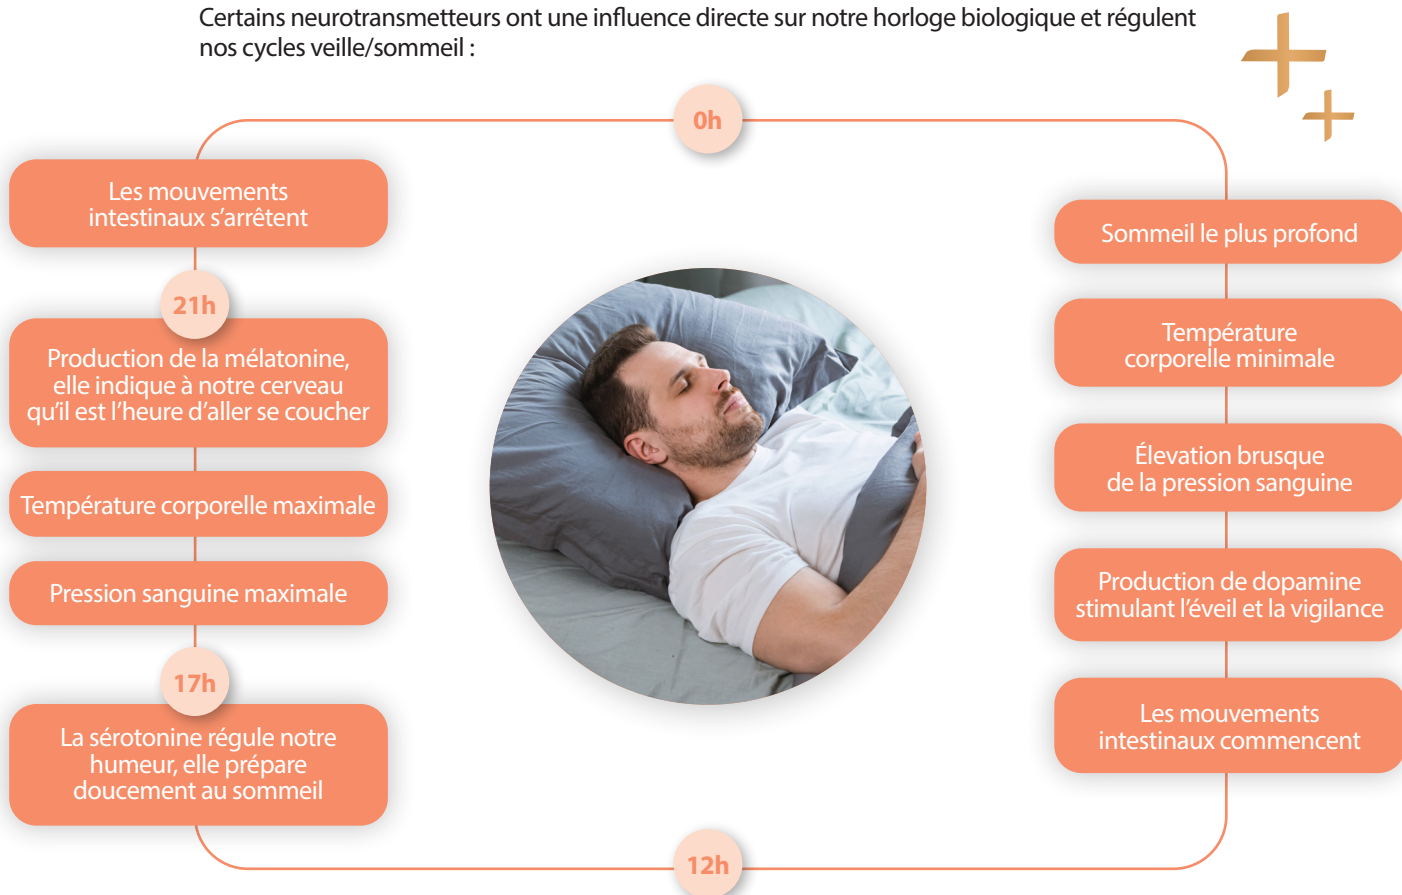 Certains neurotransmetteurs ont une influence directe sur notre horloge biologique et régulent
nos cycles veille/sommeil :
0h
Sommeil le plus profond
Température
corporelle minimale
Élevation brusque
de la pression sanguine
Production de dopamine
stimulant l’éveil et la vigilance
Les mouvements
intestinaux commencent
12h
La sérotonine régule notre
humeur, elle prépare
doucement au sommeil
17h
Pression sanguine maximale
Température corporelle maximale
Production de la mélatonine,
elle indique à notre cerveau
qu’il est l’heure d’aller se coucher
21h
Les mouvements
intestinaux s’arrêtent